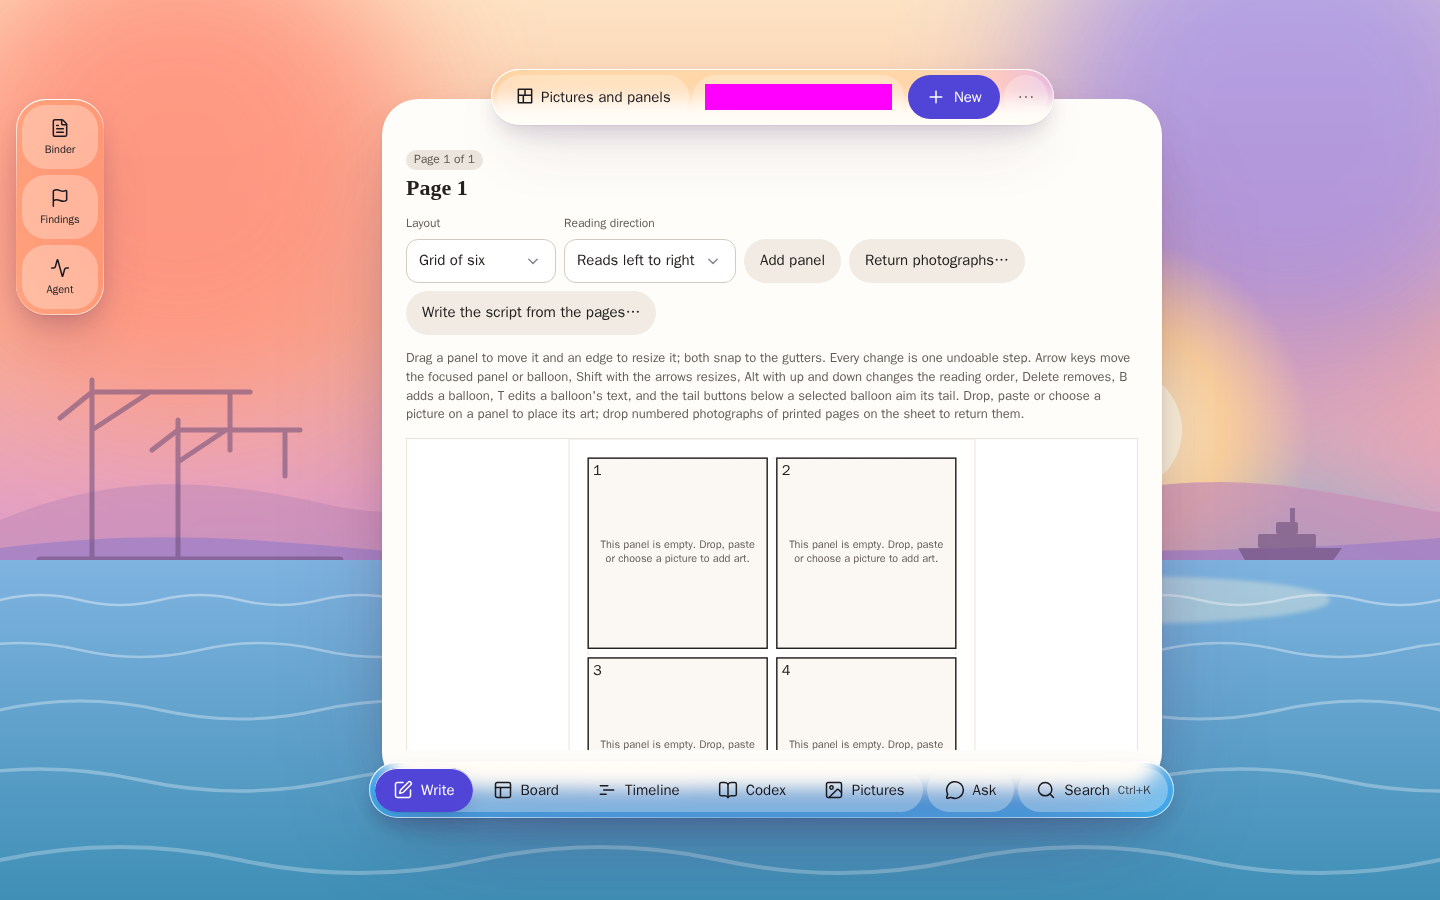 Pictures and panels
New
Binder
Findings
Agent
Page 1 of 1
Page 1
Layout
Reading direction
Grid of six
Reads left to right
Add panel
Return photographs···
Write the script from the pages···
Drag a panel to move it and an edge to resize it; both snap to the gutters. Every change is one undoable step. Arrow keys move
the focused panel or balloon, Shift with the arrows resizes, Alt with up and down changes the reading order, Delete removes, B
adds a balloon, T edits a balloon's text, and the tail buttons below a selected balloon aim its tail. Drop, paste or choose a
picture on a panel to place its art; drop numbered photographs of printed pages on the sheet to return them.
1
This panel is empty. Drop, paste
or choose a picture to add art.
2
This panel is empty. Drop, paste
or choose a picture to add art.
3
This panel is empty. Drop, paste
4
This panel is empty. Drop, paste
Write
Board
Timeline
Codex
Pictures
Ask
Search Ctrl+K